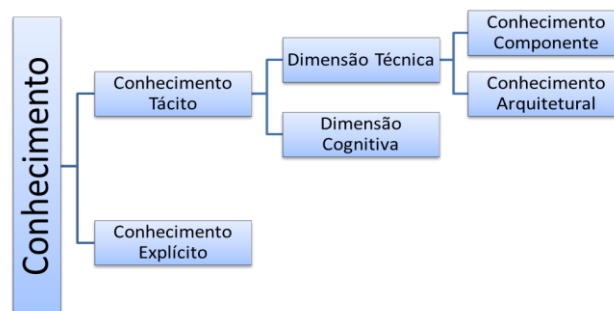 Conhecimento
Conhecimento
Tácito
Dimensão Técnica
Conhecimento
Componente
Conhecimento
Arquitetural
Dimensão
Cognitiva
Conhecimento
Explícito